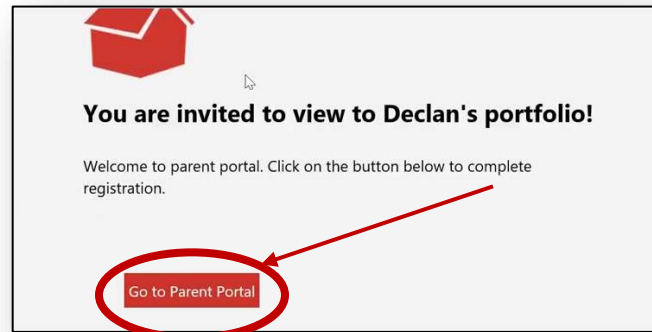 You are invited to view to Declan's portfolio!
Welcome to parent portal. Click on the button below to complete
registration.
Go to Parent Portal